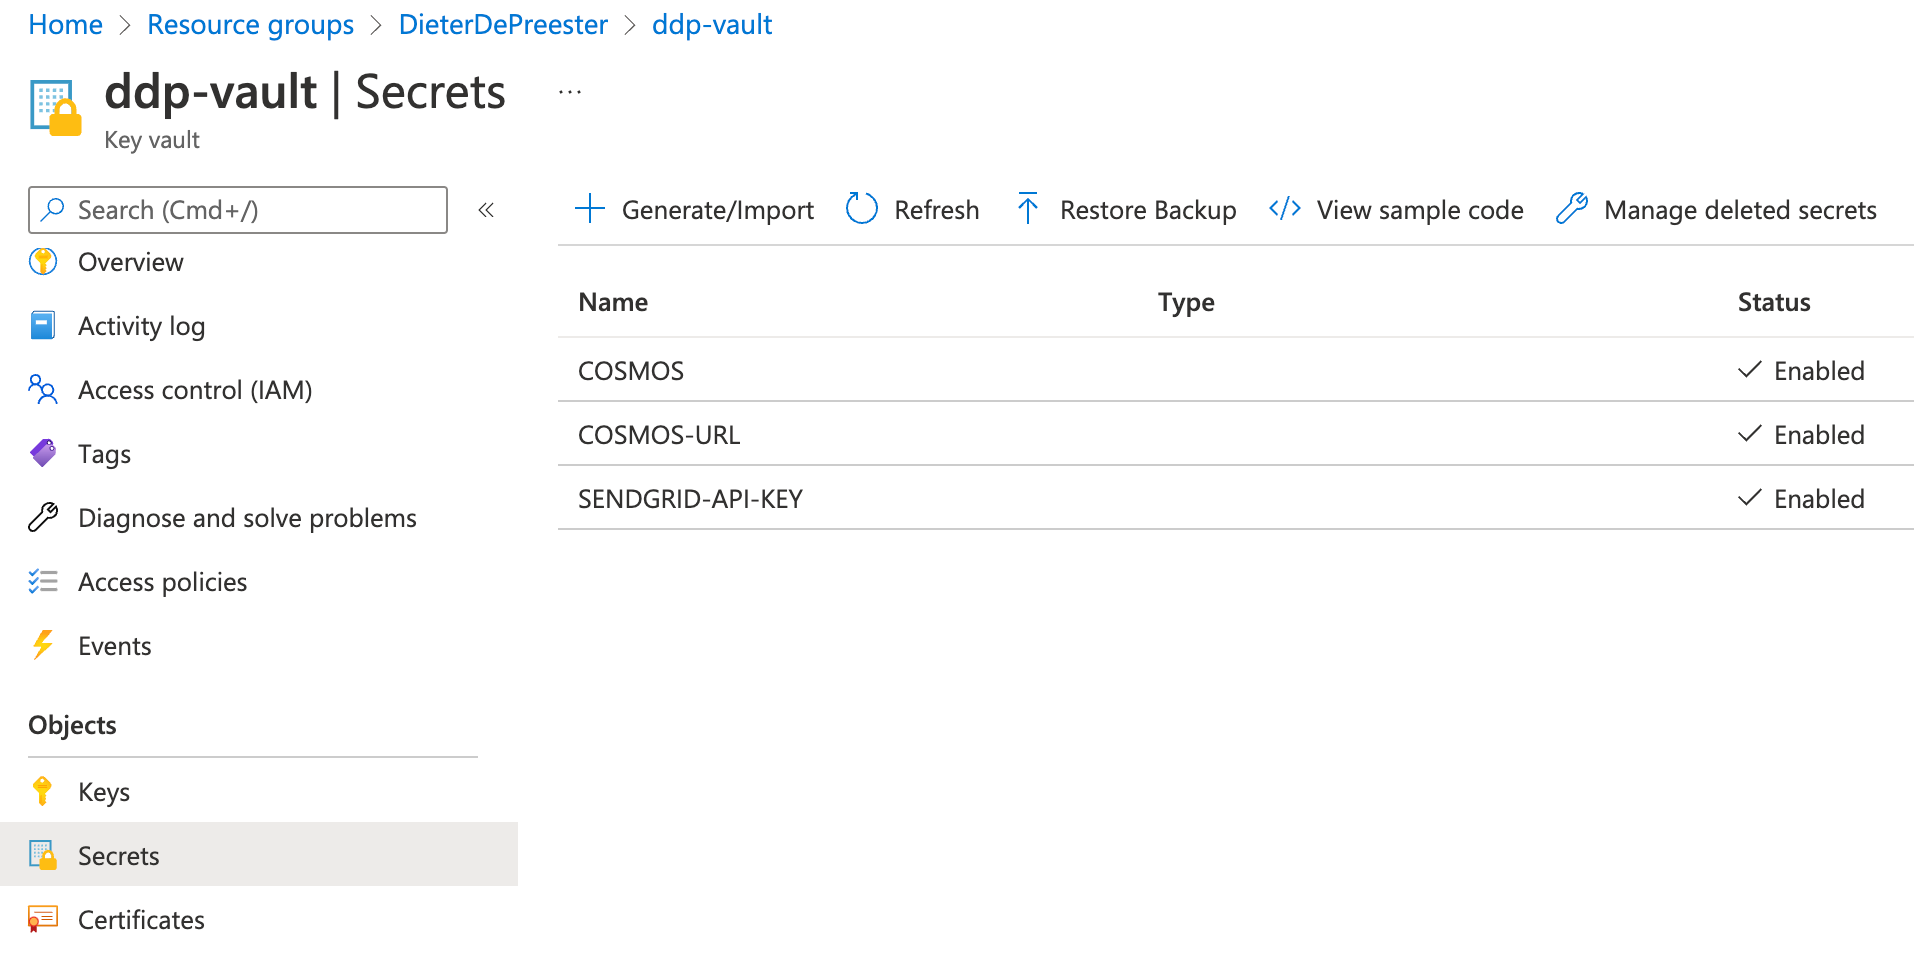 Home > Resource groups > DieterDePreester > ddp-vault
ddp-vault | Secrets ...
Key vault
Search (Cmd+/) «
Generate/Import Refresh Restore Backup View sample code Manage deleted secrets
Overview
Activity log
Access control (IAM)
Tags
Diagnose and solve problems
Access policies
Events
Objects
Keys
Secrets
Certificates
Name Type Status
COSMOS Enabled
COSMOS-URL Enabled
SENDGRID-API-KEY Enabled